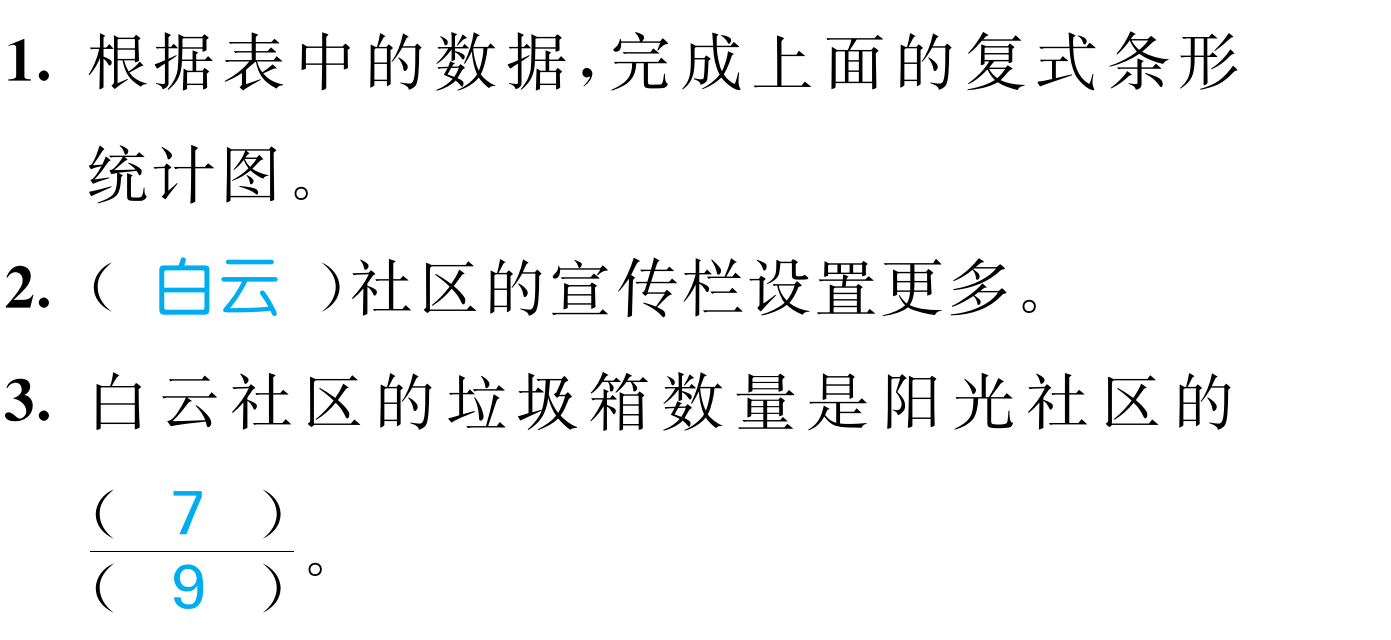 1. 根据表中的数据,完成上面的复式条形
统计图。
2. ( 白云 )社区的宣传栏设置更多。
3. 白云社区的垃圾箱数量是阳光社区的
( 7 )
( 9 ) 。